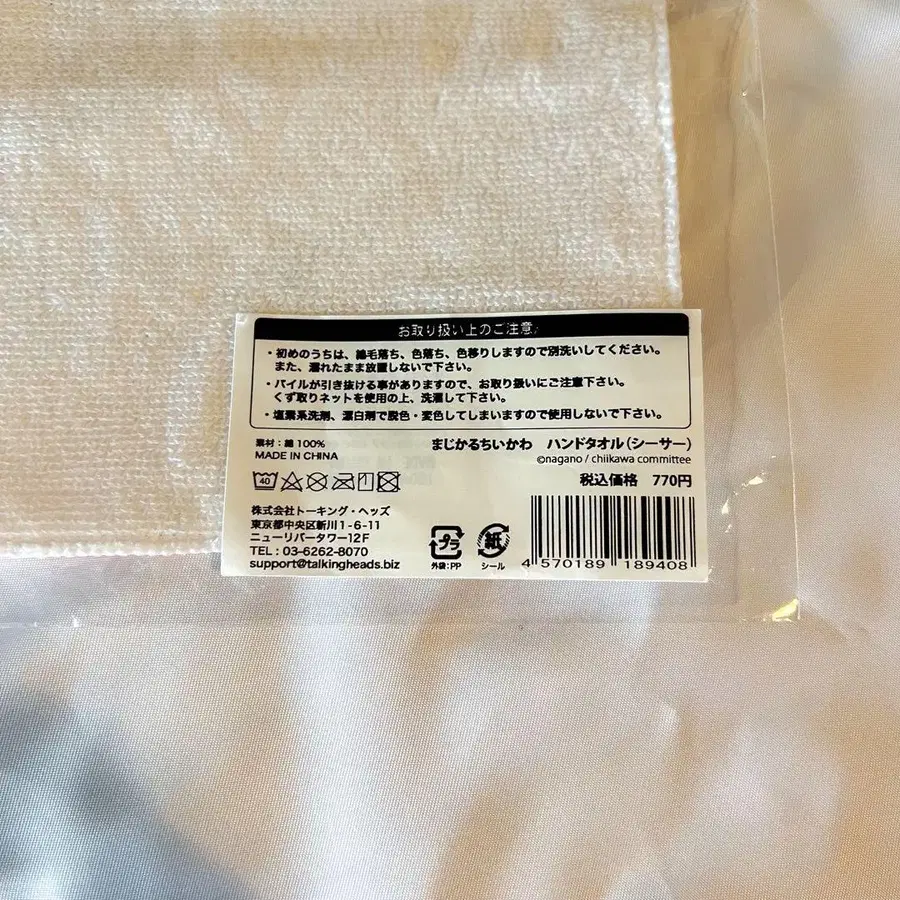 お取り扱い上のご注意
・初めのうちは、綿毛落ち、色落ち、色移りしますので別洗いしてください。
また、濡れたまま放置しないで下さい。
・パイルが引き抜ける事がありますので、お取り扱いにご注意下さい。
くず取りネットを使用の上、洗濯して下さい。
・塩素系洗剤、漂白剤で脱色・変色してしまいますので使用しないで下さい。
素材：綿 100%
MADE IN CHINA
まじかるちいかわ　ハンドタオル（シーサー）
©nagano / chiikawa committee
税込価格　770円
40
株式会社トーキング・ヘッズ
東京都中央区新川1-6-11
ニューリバータワー12F
TEL：03-6262-8070
support@talkingheads.biz
プラ
外袋：PP
紙
シール
4 570189 189408